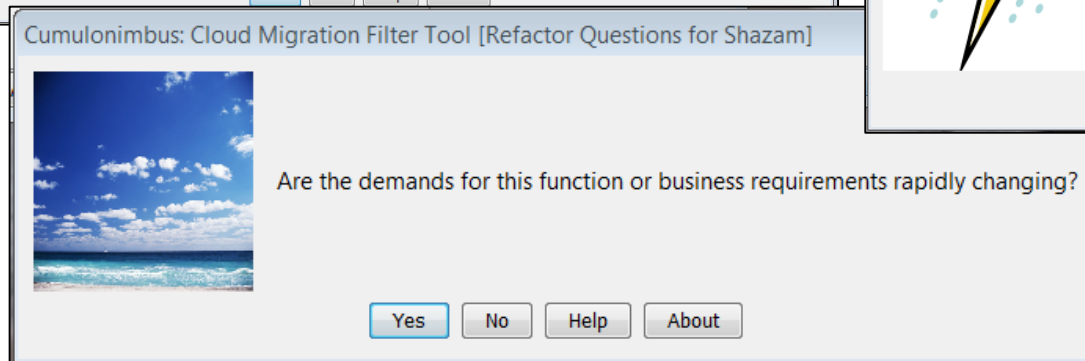 Cumulonimbus: Cloud Migration Filter Tool [Refactor Questions for Shazam]
Are the demands for this function or business requirements rapidly changing?
Yes No Help About